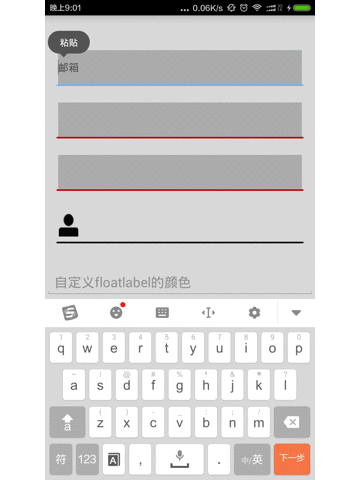 晚上9:01
... 0.06K/s
粘贴
邮箱
自定义floatlabel的颜色
S
1 2 3 4 5 6 7 8 9 0
q w e r t y u i o p
~ ! @ # % ' & * ?
a s d f g h j k l
( ) - _ : ; /
a z x c v b n m
符 123 A , . 中/英 下一步